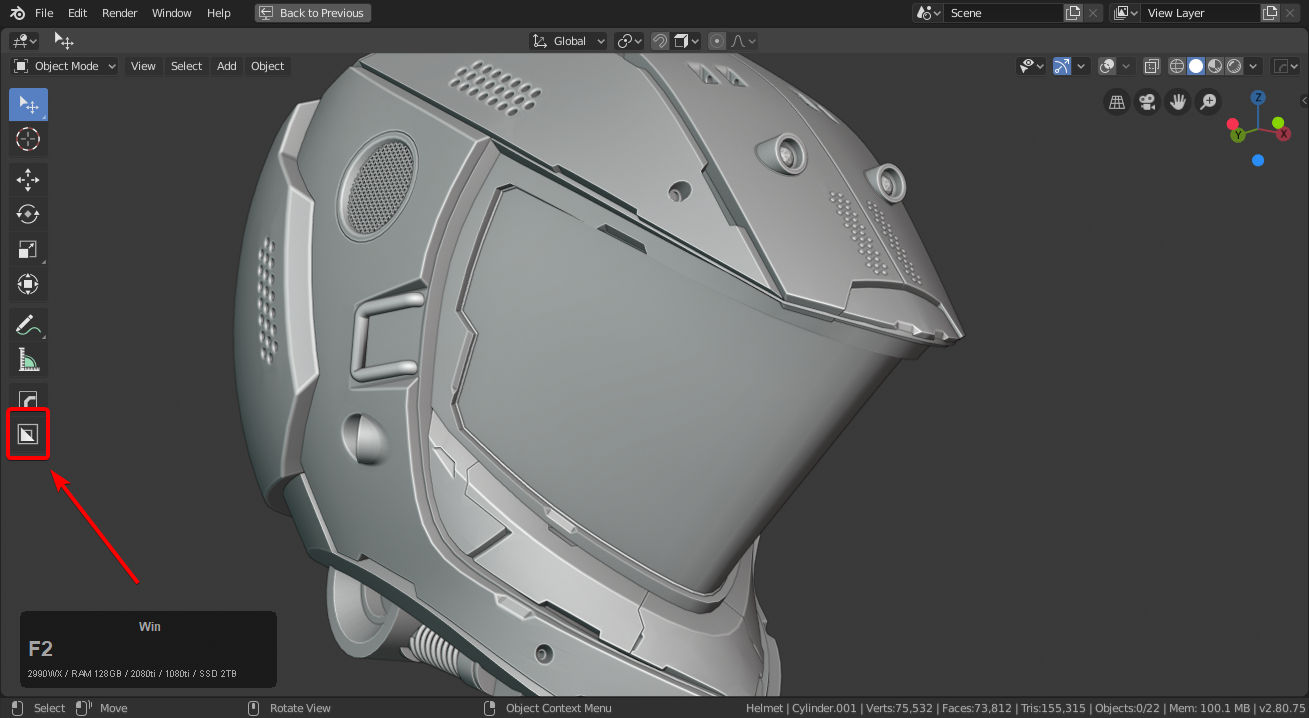 File Edit Render Window Help Back to Previous Scene View Layer
Global
Object Mode View Select Add Object
Z
Y X
Win
F2
2990WX / RAM 128GB / 2080ti / 1080ti / SSD 2TB
Select Move Rotate View Object Context Menu Helmet | Cylinder.001 | Verts:75,532 | Faces:73,812 | Tris:155,315 | Objects:0/22 | Mem: 100.1 MB | v2.80.75